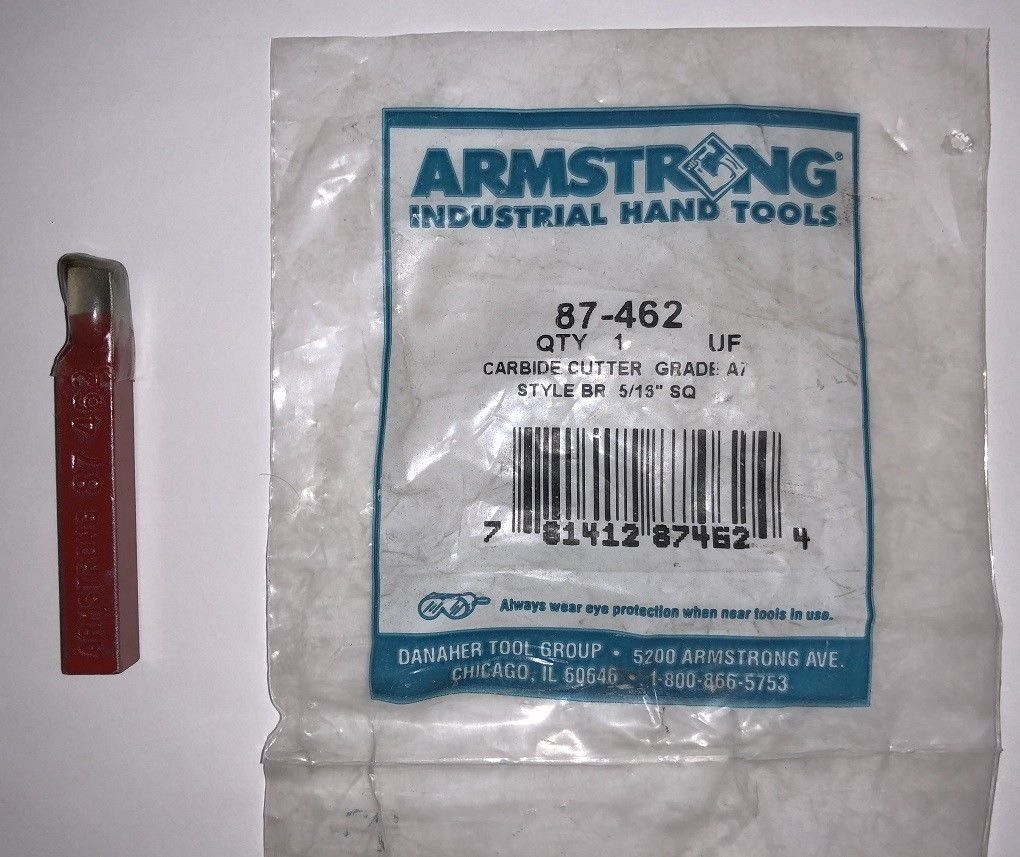 ARMSTRONG 87 462
ARMSTRONG®
INDUSTRIAL HAND TOOLS
87-462
QTY 1 UF
CARBIDE CUTTER GRADE A7
STYLE BR 5/16" SQ
7 81412 87462 4
Always wear eye protection when near tools in use.
DANAHER TOOL GROUP • 5200 ARMSTRONG AVE.
CHICAGO, IL 60646 • 1-800-866-5753